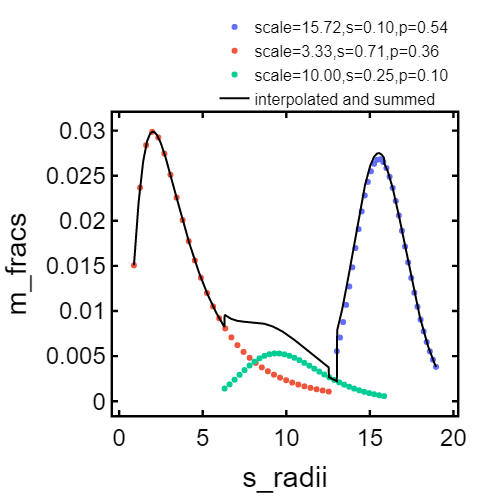 scale=15.72,s=0.10,p=0.54
scale=3.33,s=0.71,p=0.36
scale=10.00,s=0.25,p=0.10
interpolated and summed
m_fracs
0.03
0.025
0.02
0.015
0.01
0.005
0
0 5 10 15 20
s_radii